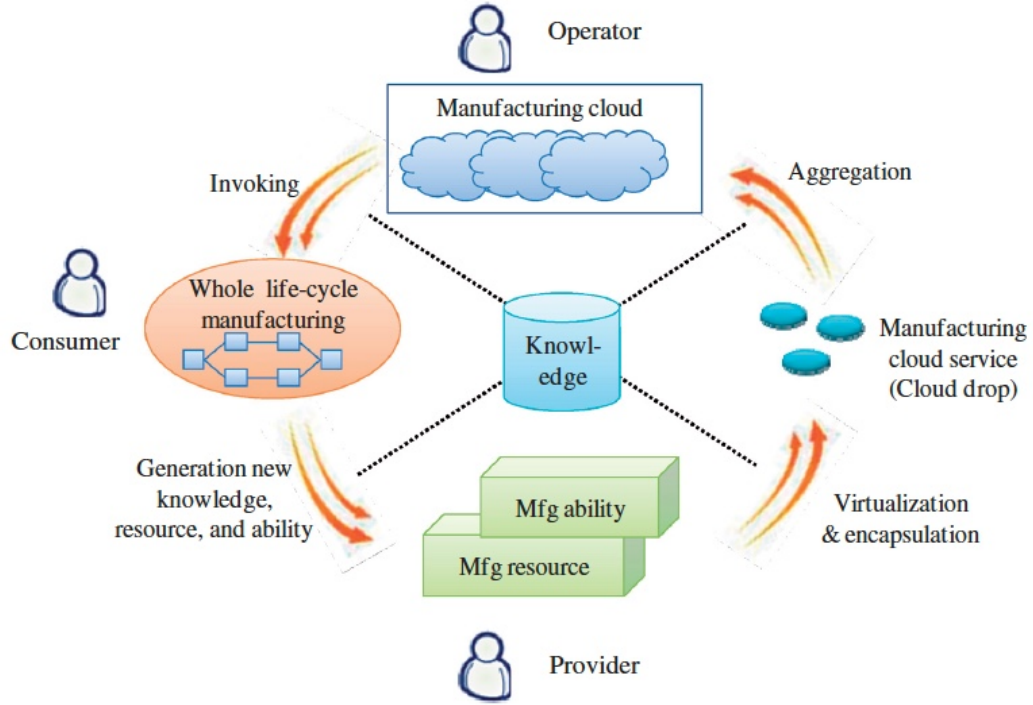 Operator
Manufacturing cloud
Invoking
Aggregation
Whole life-cycle
manufacturing
Consumer
Knowl-
edge
Manufacturing
cloud service
(Cloud drop)
Generation new
knowledge,
resource, and ability
Mfg ability
Mfg resource
Virtualization
& encapsulation
Provider